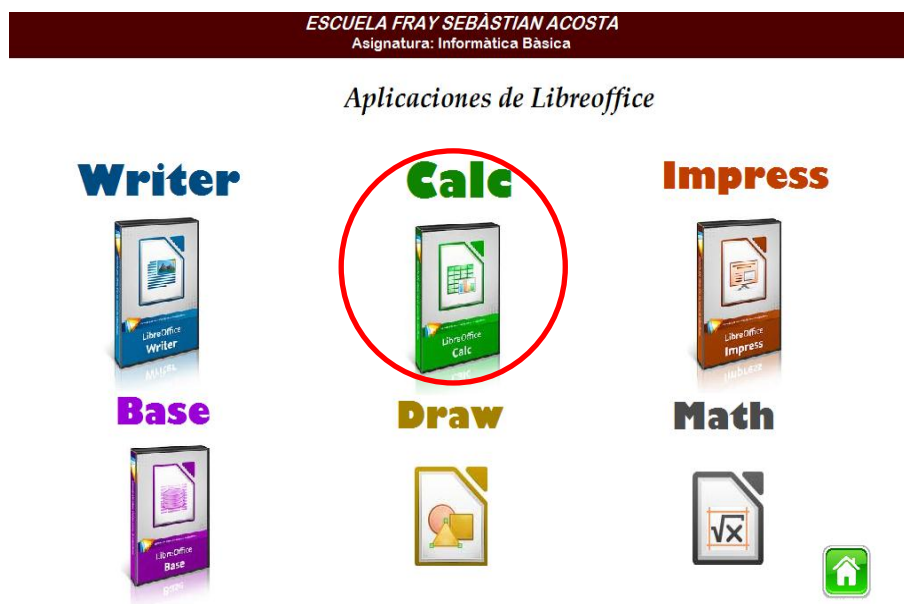 ESCUELA FRAY SEBÀSTIAN ACOSTA
Asignatura: Informàtica Bàsica
Aplicaciones de Libreoffice
Writer
Calc
Impress
LibreOffice
Writer
LibreOffice
Calc
LibreOffice
Impress
Base
Draw
Math
LibreOffice
Base
√x